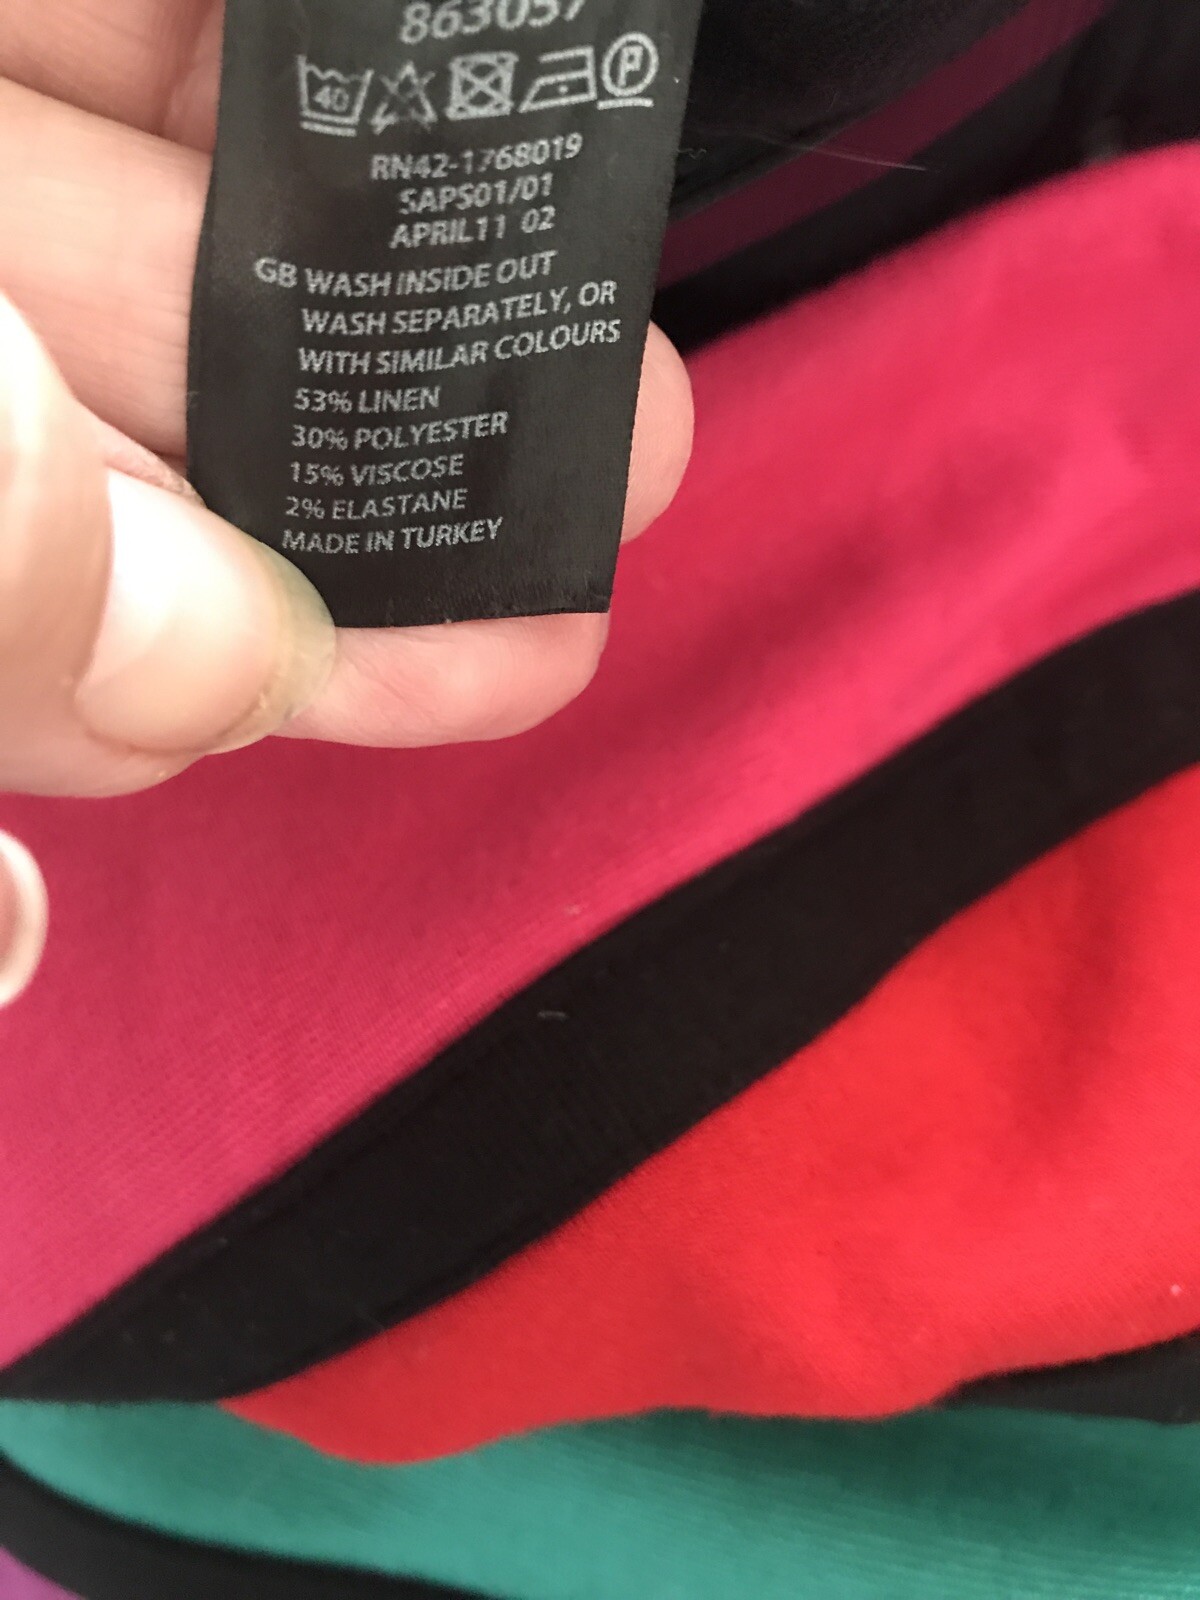 863057
40 P
RN42-1768019
SAPS01/01
APRIL11 02
GB WASH INSIDE OUT
WASH SEPARATELY, OR
WITH SIMILAR COLOURS
53% LINEN
30% POLYESTER
15% VISCOSE
2% ELASTANE
MADE IN TURKEY